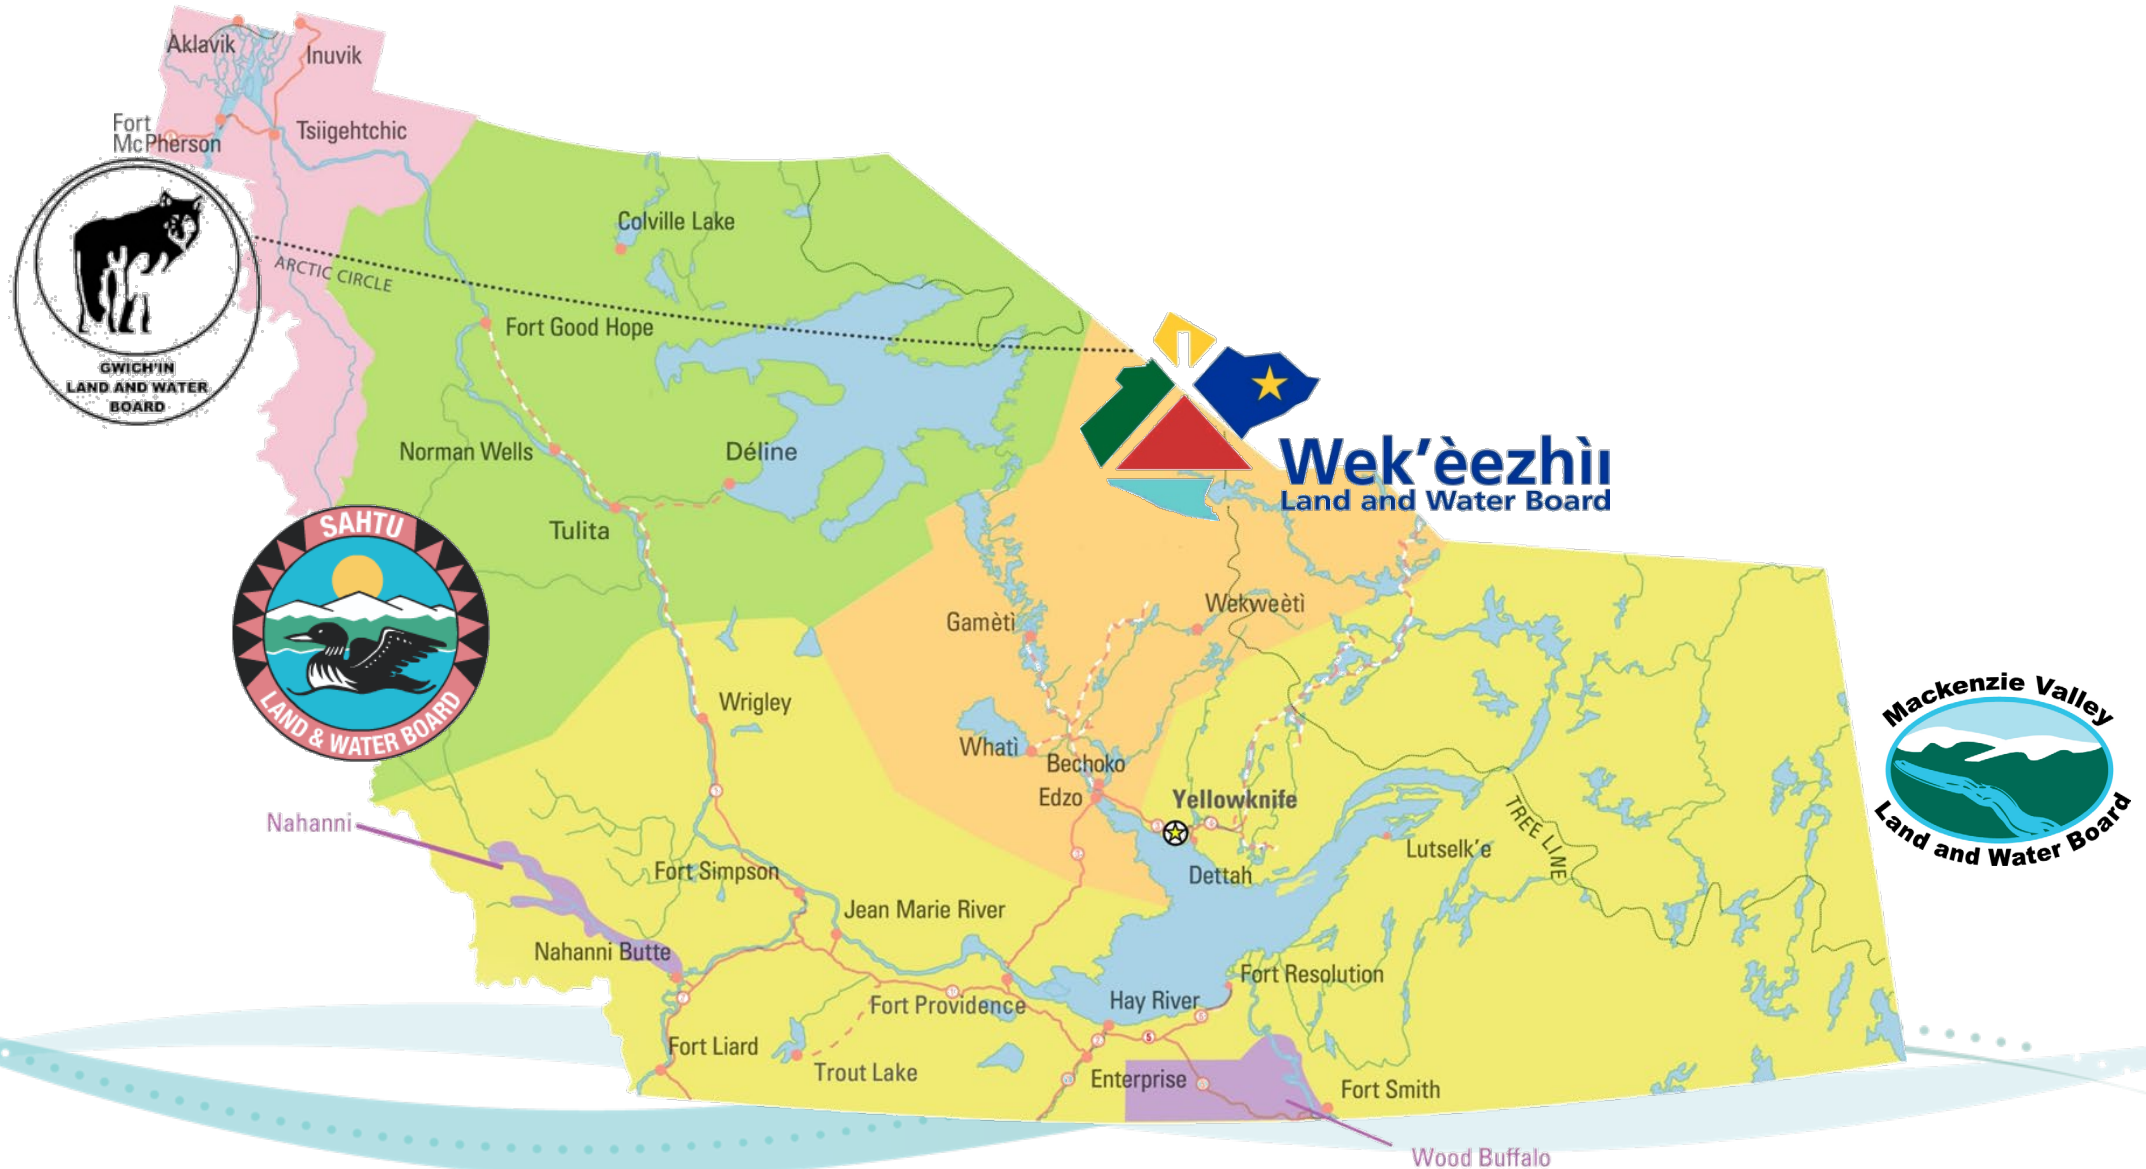 Aklavik
Inuvik
Fort
McPherson
Tsiigehtchic
GWICH'IN
LAND AND WATER
BOARD
ARCTIC CIRCLE
Colville Lake
Fort Good Hope
Norman Wells
Déline
Tulita
SAHTU
LAND & WATER BOARD
Wek'èezhìı
Land and Water Board
Gamètì
Wekweètì
Wrigley
Whatì
Bechoko
Edzo
Yellowknife
Mackenzie Valley
Land and Water Board
TREE LINE
Nahanni
Fort Simpson
Dettah
Lutselk'e
Jean Marie River
Nahanni Butte
Fort Providence
Hay River
Fort Resolution
5
Fort Liard
Trout Lake
Enterprise
Fort Smith
Wood Buffalo